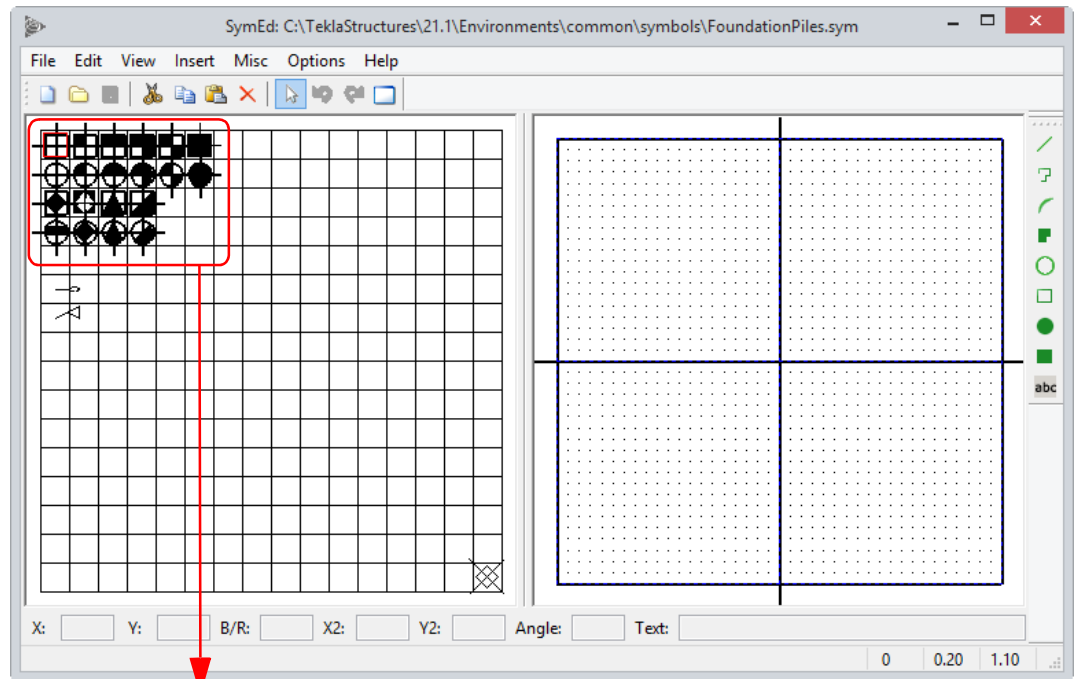 SymEd: C:\TeklaStructures\21.1\Environments\common\symbols\FoundationPiles.sym
File Edit View Insert Misc Options Help
abc
X: Y: B/R: X2: Y2: Angle: Text:
0 0.20 1.10